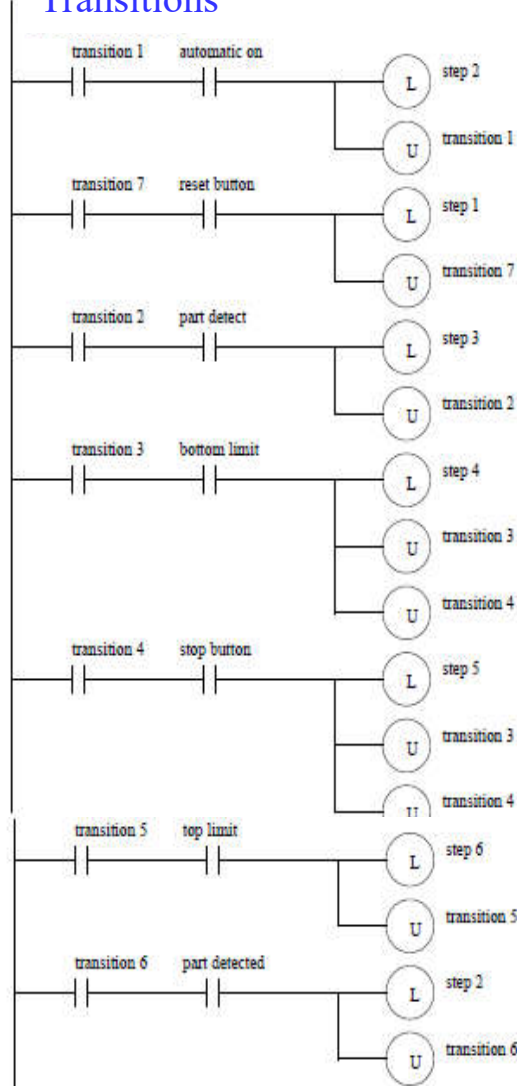 Transitions
transition 1 automatic on
L step 2
U transition 1
transition 7 reset button
L step 1
U transition 7
transition 2 part detect
L step 3
U transition 2
transition 3 bottom limit
L step 4
U transition 3
U transition 4
transition 4 stop button
L step 5
U transition 3
U transition 4
transition 5 top limit
L step 6
U transition 5
transition 6 part detected
L step 2
U transition 6